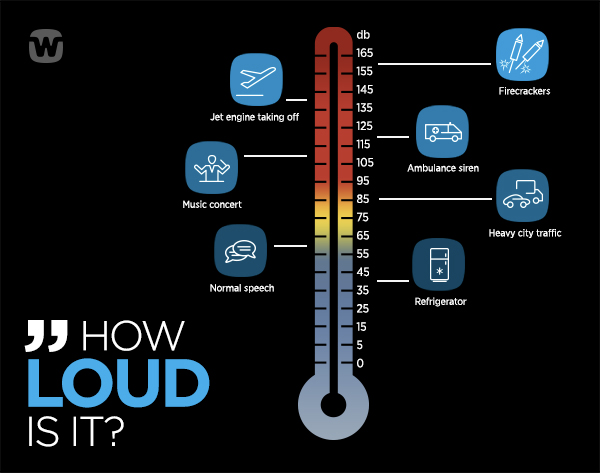 W
db
165
155
145
135
125
115
105
95
85
75
65
55
45
35
25
15
5
0
Firecrackers
Jet engine taking off
Ambulance siren
Music concert
Heavy city traffic
Normal speech
Refrigerator
”HOW
LOUD
IS IT?